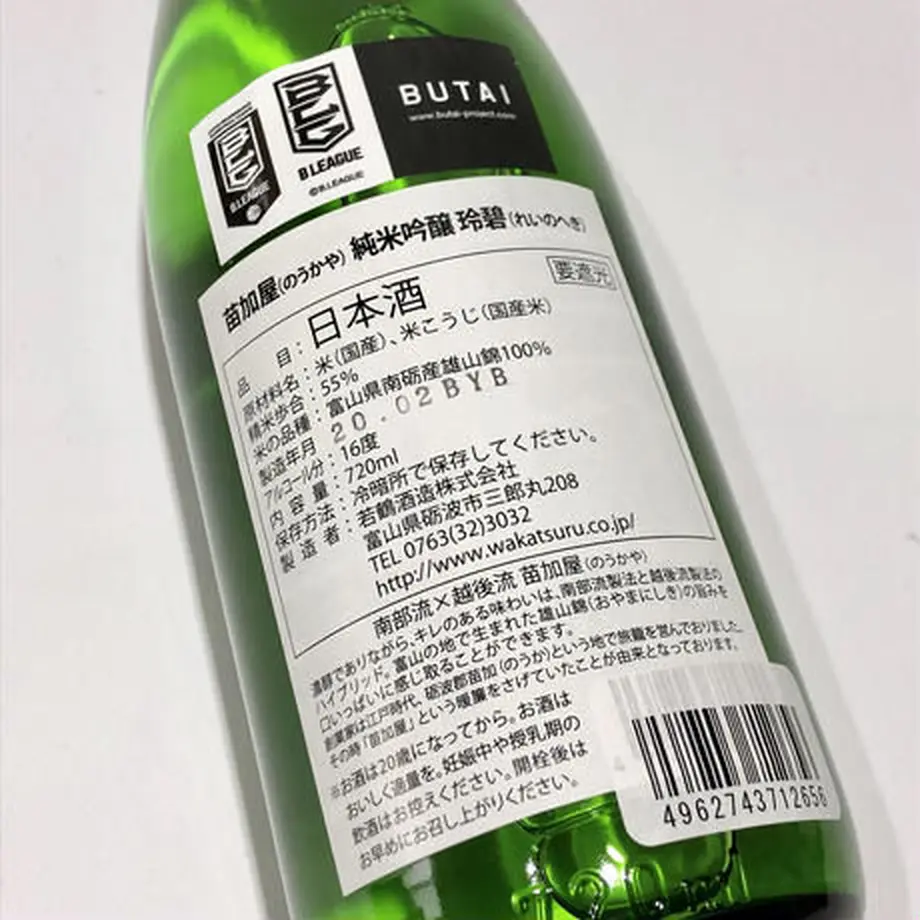 B.LEAGUE
B.LEAGUE
©B.LEAGUE
BUTAI
www.butai-project.com
苗加屋(のうかや) 純米吟醸 玲碧(れいのへき)
要遮光
品目:日本酒
原材料名:米(国産)、米こうじ(国産米)
精米歩合:55%
米の品種:富山県南砺産雄山錦100%
製造年月:20.02BYB
アルコール分:16度
内容量:720ml
保存方法:冷暗所で保存してください。
製造者:若鶴酒造株式会社
富山県砺波市三郎丸208
TEL 0763(32)3032
http://www.wakatsuru.co.jp/
南部流×越後流 苗加屋(のうかや)
濃醇でありながら、キレのある味わいは、南部流製法と越後流製法の
ハイブリッド。富山の地で生まれた雄山錦(おやまにしき)の旨みを
口いっぱいに感じ取ることができます。
創業家は江戸時代、砺波郡苗加(のうか)という地で旅籠を営んでおりました。
その時「苗加屋」という暖簾をさげていたことが由来となっております。
※お酒は20歳になってから。お酒は
おいしく適量を。妊娠中や授乳期の
飲酒はお控えください。開栓後は
お早めにお召し上がりください。
4962743712656